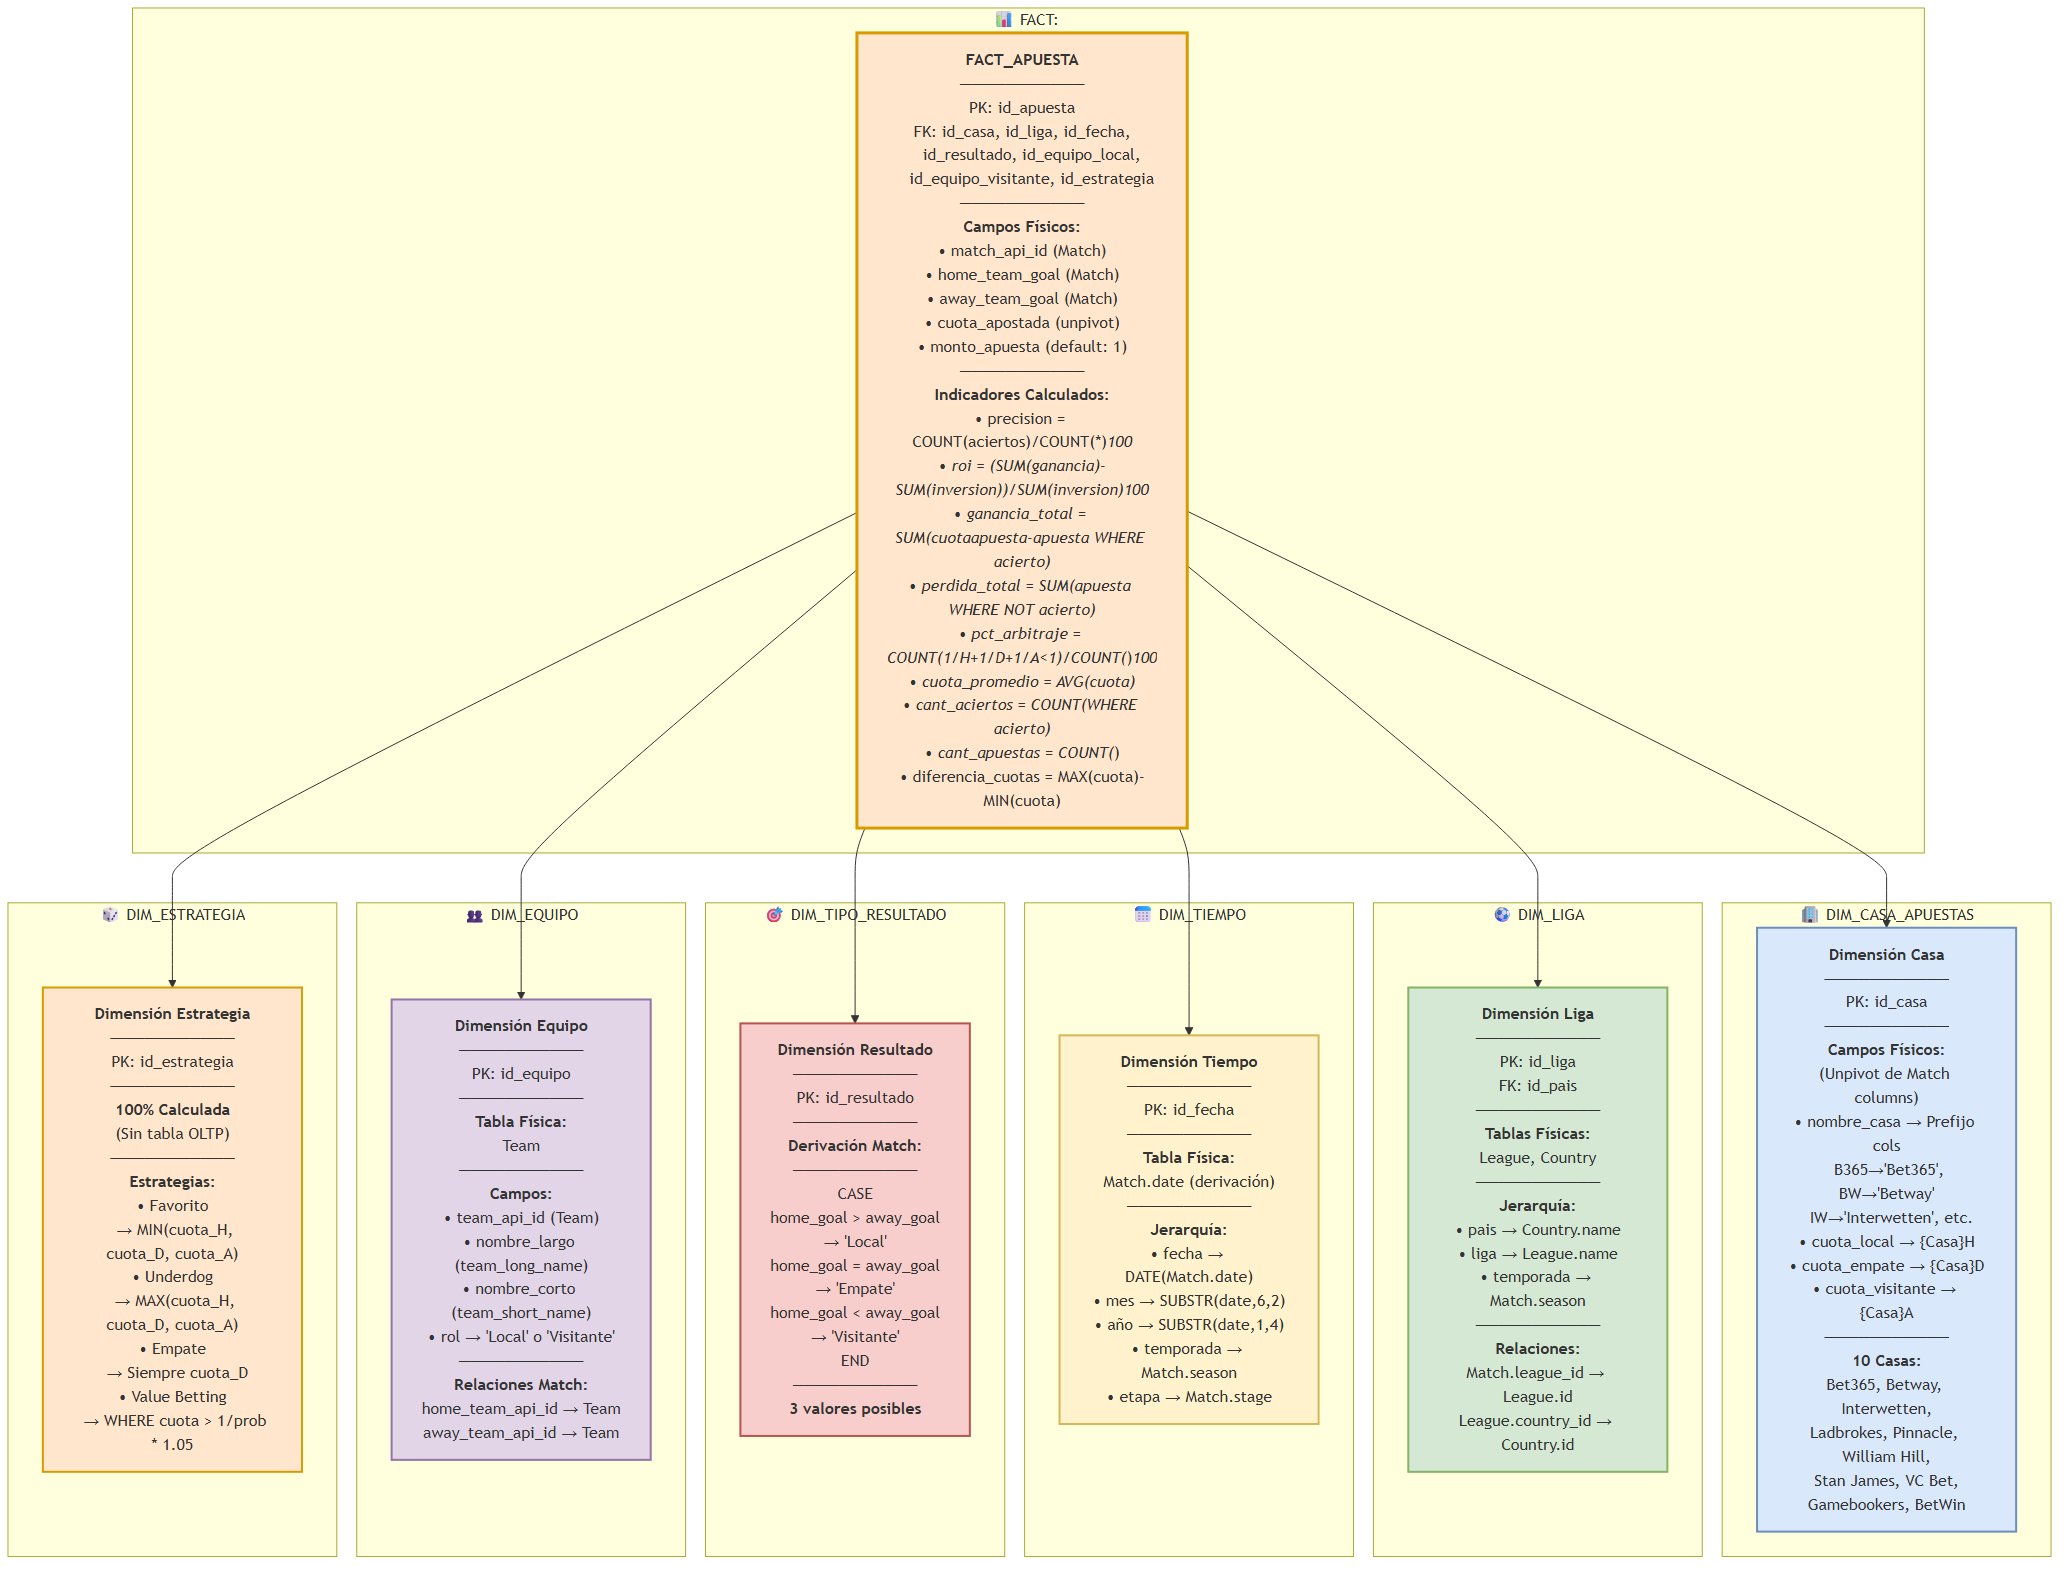 📊 FACT:
FACT_APUESTA
PK: id_apuesta
FK: id_casa, id_liga, id_fecha,
id_resultado, id_equipo_local,
id_equipo_visitante, id_estrategia
Campos Físicos:
• match_api_id (Match)
• home_team_goal (Match)
• away_team_goal (Match)
• cuota_apostada (unpivot)
• monto_apuesta (default: 1)
Indicadores Calculados:
• precision =
COUNT(aciertos)/COUNT(*)100
• roi = (SUM(ganancia)-
SUM(inversion))/SUM(inversion)100
• ganancia_total =
SUM(cuotaapuesta-apuesta WHERE
acierto)
• perdida_total = SUM(apuesta
WHERE NOT acierto)
• pct_arbitraje =
COUNT(1/H+1/D+1/A<1)/COUNT()100
• cuota_promedio = AVG(cuota)
• cant_aciertos = COUNT(WHERE
acierto)
• cant_apuestas = COUNT()
• diferencia_cuotas = MAX(cuota)-
MIN(cuota)
🎲 DIM_ESTRATEGIA
Dimensión Estrategia
PK: id_estrategia
100% Calculada
(Sin tabla OLTP)
Estrategias:
• Favorito
→ MIN(cuota_H,
cuota_D, cuota_A)
• Underdog
→ MAX(cuota_H,
cuota_D, cuota_A)
• Empate
→ Siempre cuota_D
• Value Betting
→ WHERE cuota > 1/prob
* 1.05
👥 DIM_EQUIPO
Dimensión Equipo
PK: id_equipo
Tabla Física:
Team
Campos:
• team_api_id (Team)
• nombre_largo
(team_long_name)
• nombre_corto
(team_short_name)
• rol → 'Local' o 'Visitante'
Relaciones Match:
home_team_api_id → Team
away_team_api_id → Team
🎯 DIM_TIPO_RESULTADO
Dimensión Resultado
PK: id_resultado
Derivación Match:
CASE
home_goal > away_goal
→ 'Local'
home_goal = away_goal
→ 'Empate'
home_goal < away_goal
→ 'Visitante'
END
3 valores posibles
🗓 DIM_TIEMPO
Dimensión Tiempo
PK: id_fecha
Tabla Física:
Match.date (derivación)
Jerarquía:
• fecha →
DATE(Match.date)
• mes → SUBSTR(date,6,2)
• año → SUBSTR(date,1,4)
• temporada →
Match.season
• etapa → Match.stage
⚽ DIM_LIGA
Dimensión Liga
PK: id_liga
FK: id_pais
Tablas Físicas:
League, Country
Jerarquía:
• pais → Country.name
• liga → League.name
• temporada →
Match.season
Relaciones:
Match.league_id →
League.id
League.country_id →
Country.id
🏢 DIM_CASA_APUESTAS
Dimensión Casa
PK: id_casa
Campos Físicos:
(Unpivot de Match
columns)
• nombre_casa → Prefijo
cols
B365→'Bet365',
BW→'Betway'
IW→'Interwetten', etc.
• cuota_local → {Casa}H
• cuota_empate → {Casa}D
• cuota_visitante →
{Casa}A
10 Casas:
Bet365, Betway,
Interwetten,
Ladbrokes, Pinnacle,
William Hill,
Stan James, VC Bet,
Gamebookers, BetWin